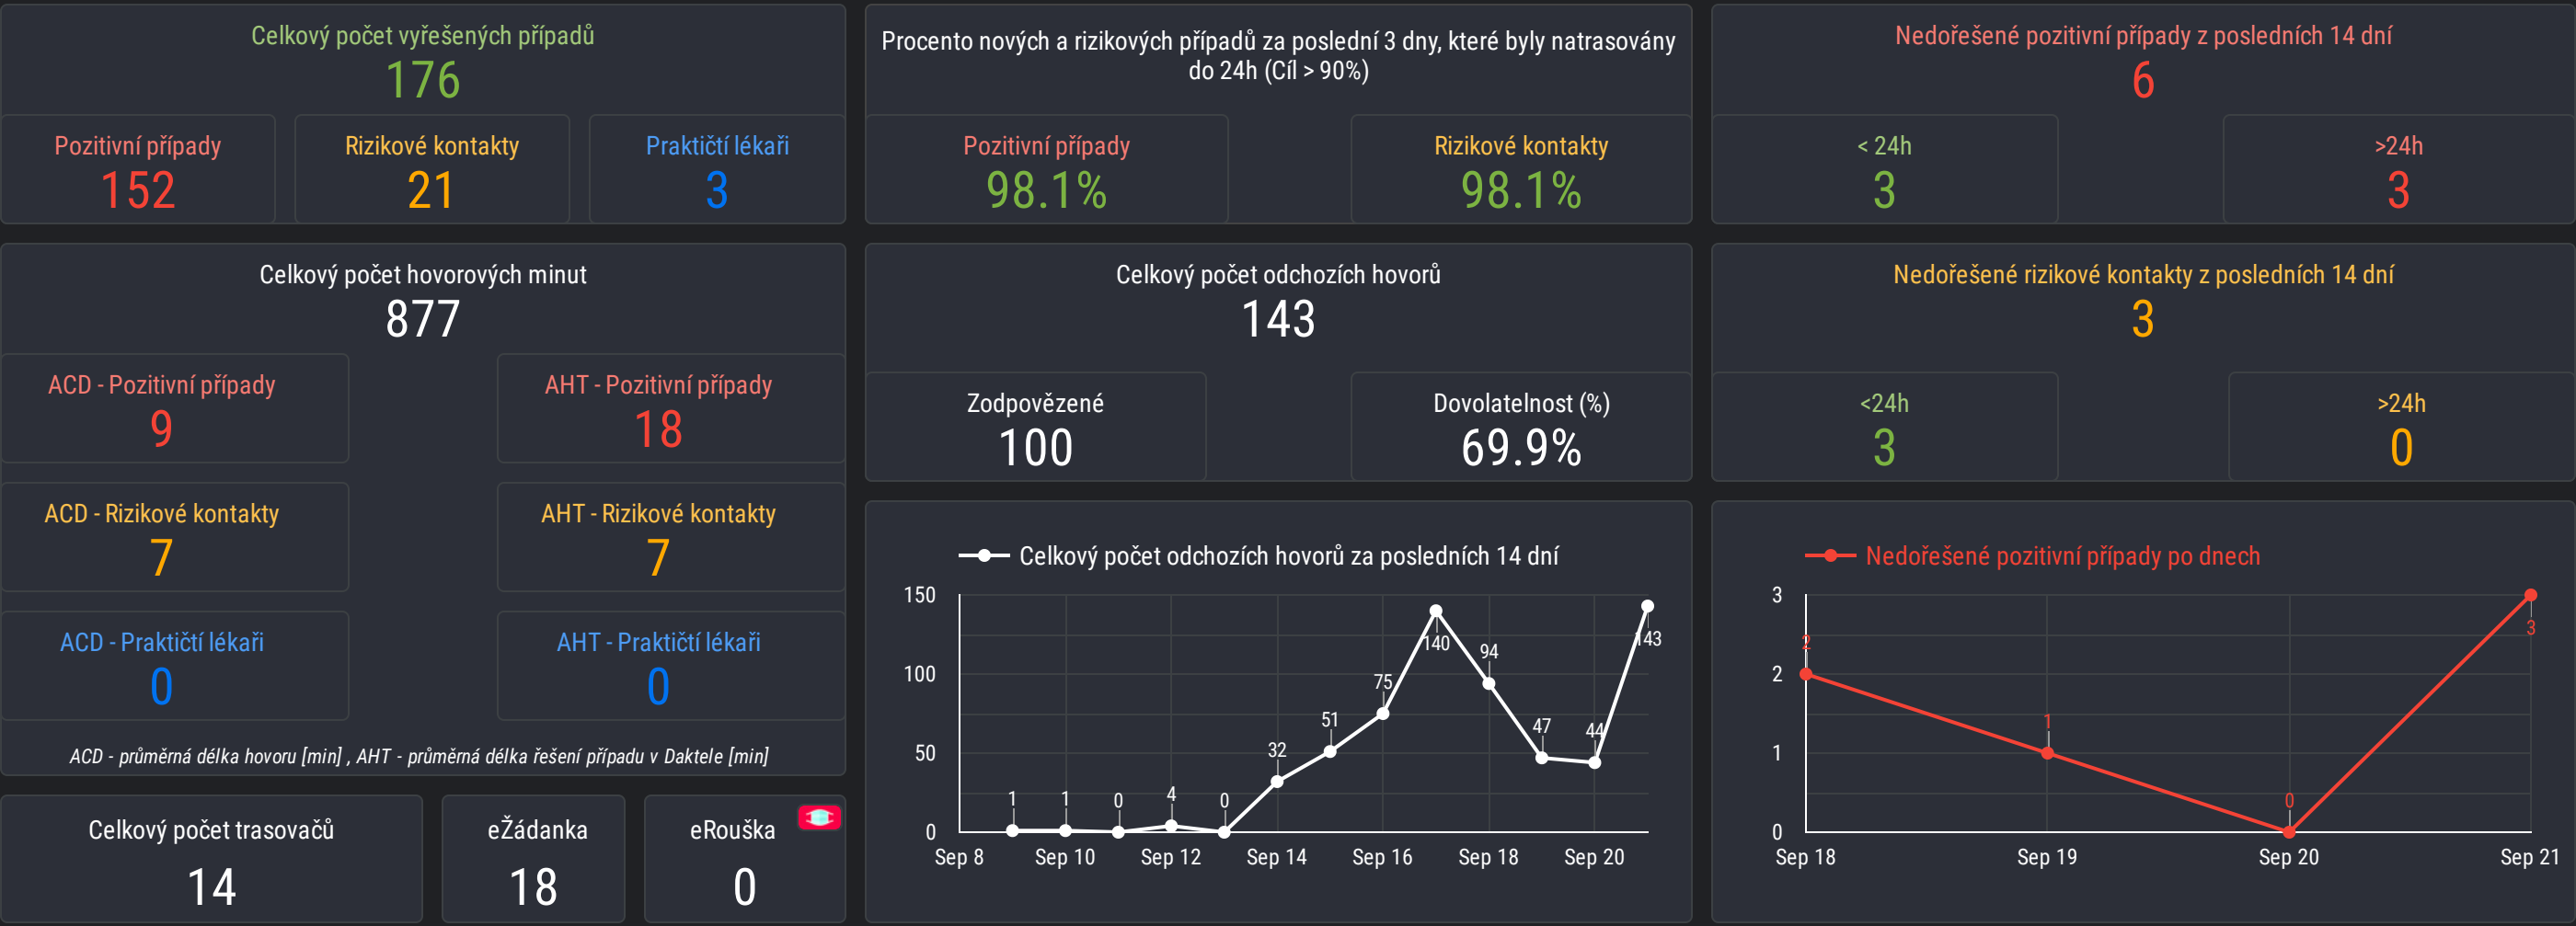 Celkový počet vyřešených případů
176
Pozitivní případy
152
Rizikové kontakty
21
Praktičtí lékaři
3
Procento nových a rizikových případů za poslední 3 dny, které byly natrasovány
do 24h (Cíl > 90%)
Pozitivní případy
98.1%
Rizikové kontakty
98.1%
Nedořešené pozitivní případy z posledních 14 dní
6
< 24h
3
>24h
3
Celkový počet hovorových minut
877
ACD - Pozitivní případy
9
AHT - Pozitivní případy
18
ACD - Rizikové kontakty
7
AHT - Rizikové kontakty
7
ACD - Praktičtí lékaři
0
AHT - Praktičtí lékaři
0
ACD - průměrná délka hovoru [min] , AHT - průměrná délka řešení případu v Daktele [min]
Celkový počet odchozích hovorů
143
Zodpovězené
100
Dovolatelnost (%)
69.9%
Nedořešené rizikové kontakty z posledních 14 dní
3
<24h
3
>24h
0
Celkový počet trasovačů
14
eŽádanka
18
eRouška
0
Celkový počet odchozích hovorů za posledních 14 dní
150
100
50
0
1
1
0
4
0
32
51
75
140
94
47
44
143
Sep 8
Sep 10
Sep 12
Sep 14
Sep 16
Sep 18
Sep 20
Nedořešené pozitivní případy po dnech
3
2
1
0
2
1
0
3
Sep 18
Sep 19
Sep 20
Sep 21